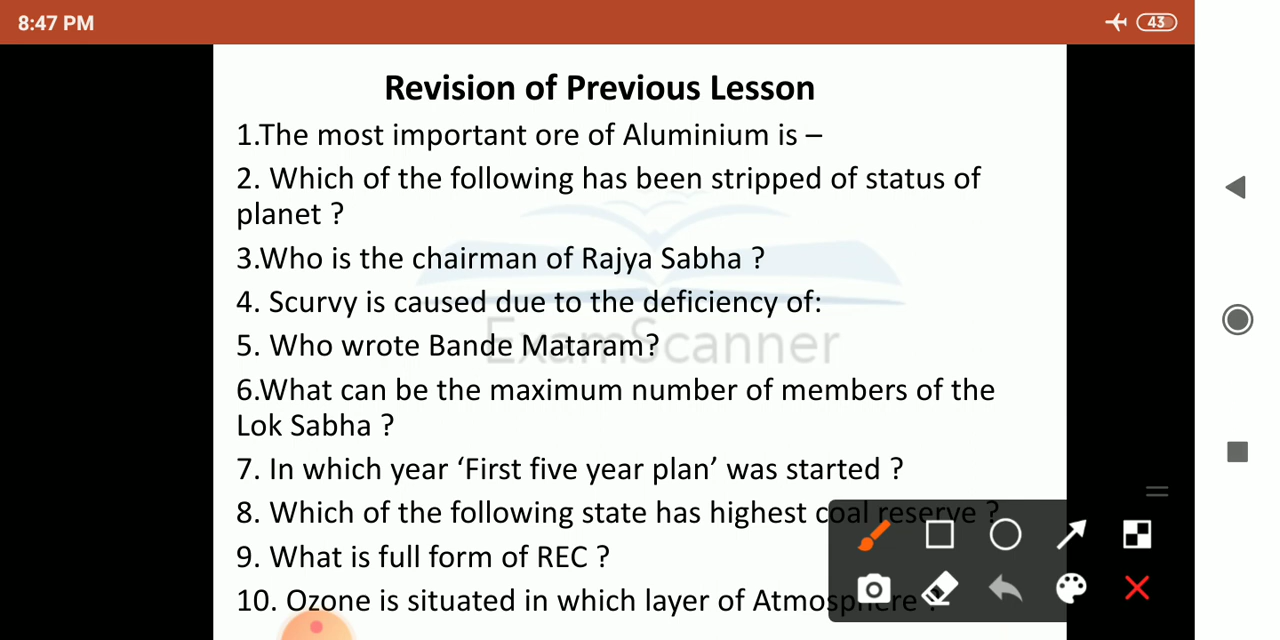 8:47 PM
43
Revision of Previous Lesson
1.The most important ore of Aluminium is –
2. Which of the following has been stripped of status of
planet ?
3.Who is the chairman of Rajya Sabha ?
4. Scurvy is caused due to the deficiency of:
ExamScanner
5. Who wrote Bande Mataram?
6.What can be the maximum number of members of the
Lok Sabha ?
7. In which year ‘First five year plan’ was started ?
8. Which of the following state has highest coal reserve ?
9. What is full form of REC ?
10. Ozone is situated in which layer of Atmosphere ?